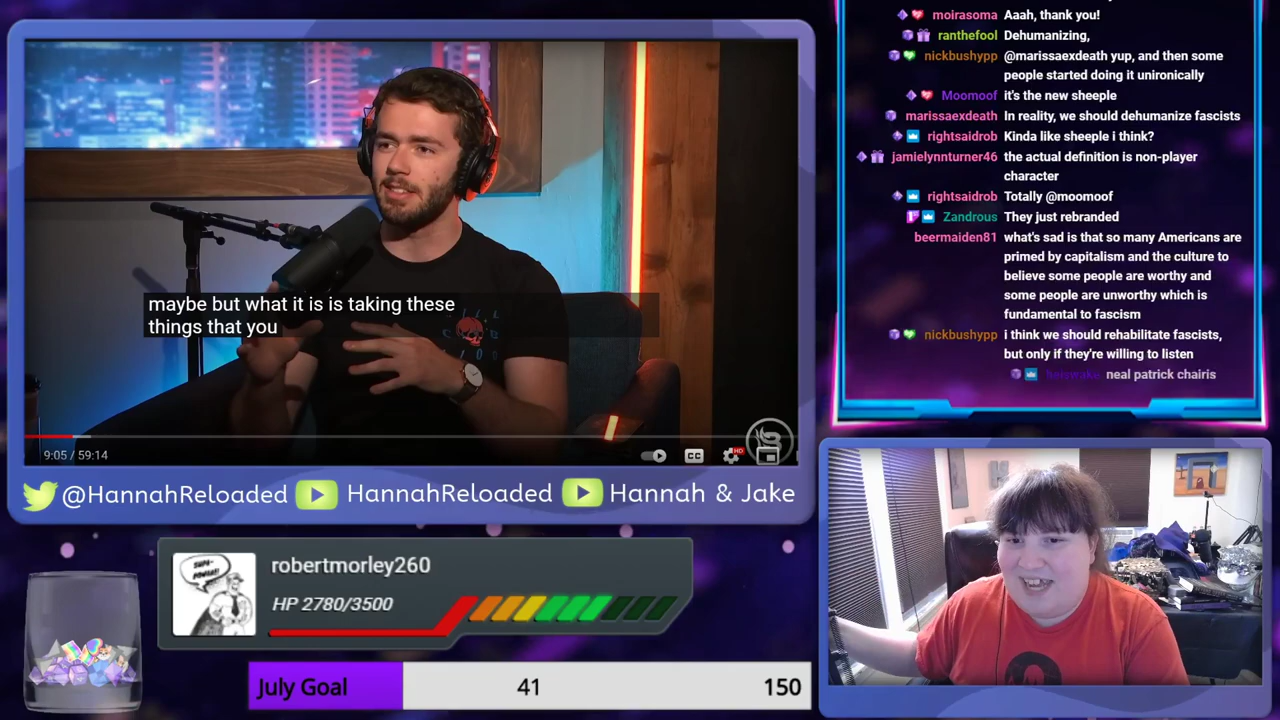 maybe but what it is is taking these
things that you
9:05 / 59:14
CC
HD
@HannahReloaded
HannahReloaded
Hannah & Jake
robertmorley260
HP 2780/3500
July Goal
41
150
moirasoma Aaah, thank you!
ranthefool Dehumanizing,
nickbushypp @marissaexdeath yup, and then some
people started doing it unironically
Moomoof it's the new sheeple
marissaexdeath In reality, we should dehumanize fascists
rightsaidrob Kinda like sheeple i think?
jamielynnturner46 the actual definition is non-player
character
rightsaidrob Totally @moomoof
Zandrous They just rebranded
beermaiden81 what's sad is that so many Americans are
primed by capitalism and the culture to
believe some people are worthy and
some people are unworthy which is
fundamental to fascism
nickbushypp i think we should rehabilitate fascists,
but only if they're willing to listen
neal patrick chairis